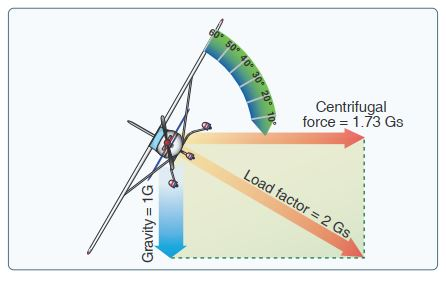 60° 50° 40° 30° 20° 10°
Centrifugal
force = 1.73 Gs
Load factor = 2 Gs
Gravity = 1G